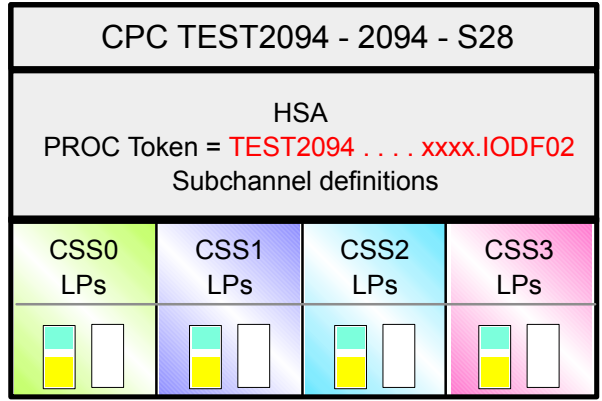 CPC TEST2094 - 2094 - S28
HSA
PROC Token = TEST2094 . . . . xxxx.IODF02
Subchannel definitions
CSS0 CSS1 CSS2 CSS3
LPs LPs LPs LPs